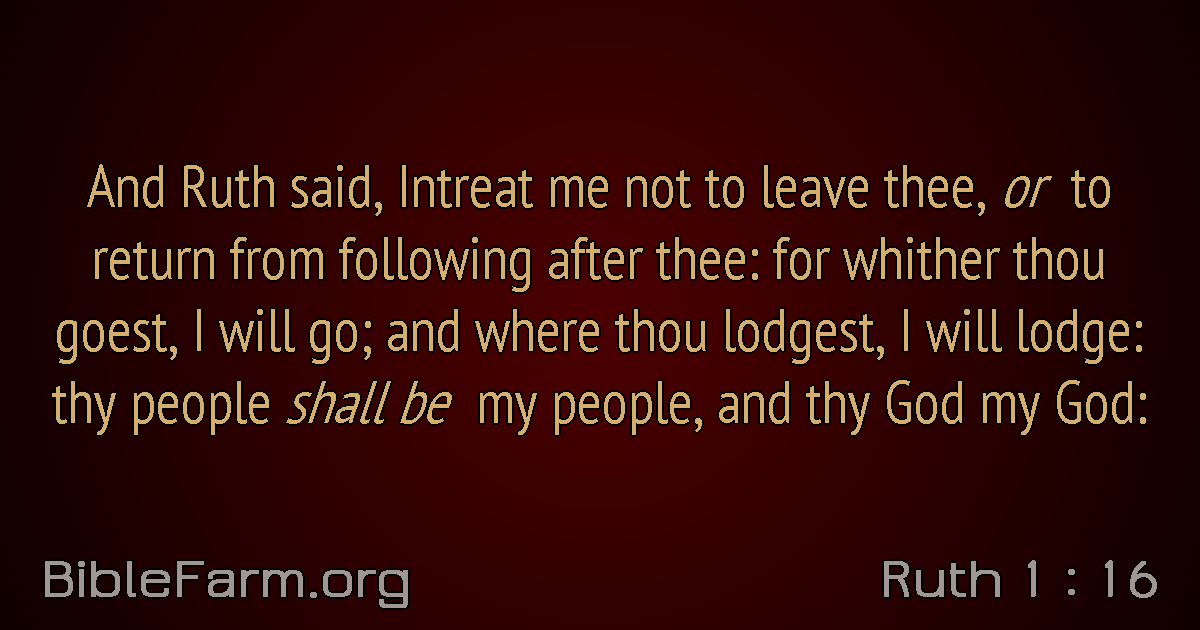 And Ruth said, Intreat me not to leave thee, or to
return from following after thee: for whither thou
goest, I will go; and where thou lodgest, I will lodge:
thy people shall be my people, and thy God my God:
BibleFarm.org
Ruth 1 : 16